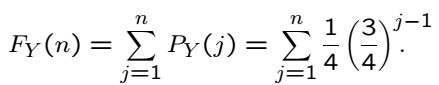 $F_Y(n) = \sum_{j=1}^{n} P_Y(j) = \sum_{j=1}^{n} \frac{1}{4} \left( \frac{3}{4} \right)^{j-1}.$